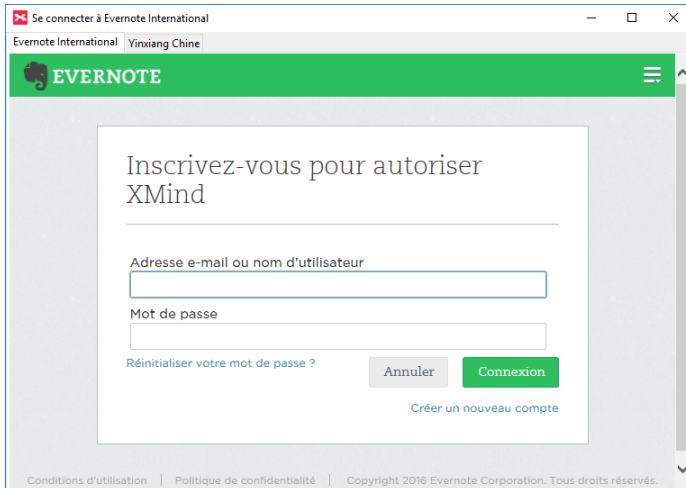 Se connecter à Evernote International
Evernote International Yinxiang Chine
EVERNOTE
Inscrivez-vous pour autoriser
XMind
Adresse e-mail ou nom d'utilisateur
Mot de passe
Réinitialiser votre mot de passe ?
Annuler
Connexion
Créer un nouveau compte
Conditions d'utilisation | Politique de confidentialité | Copyright 2016 Evernote Corporation. Tous droits réservés.